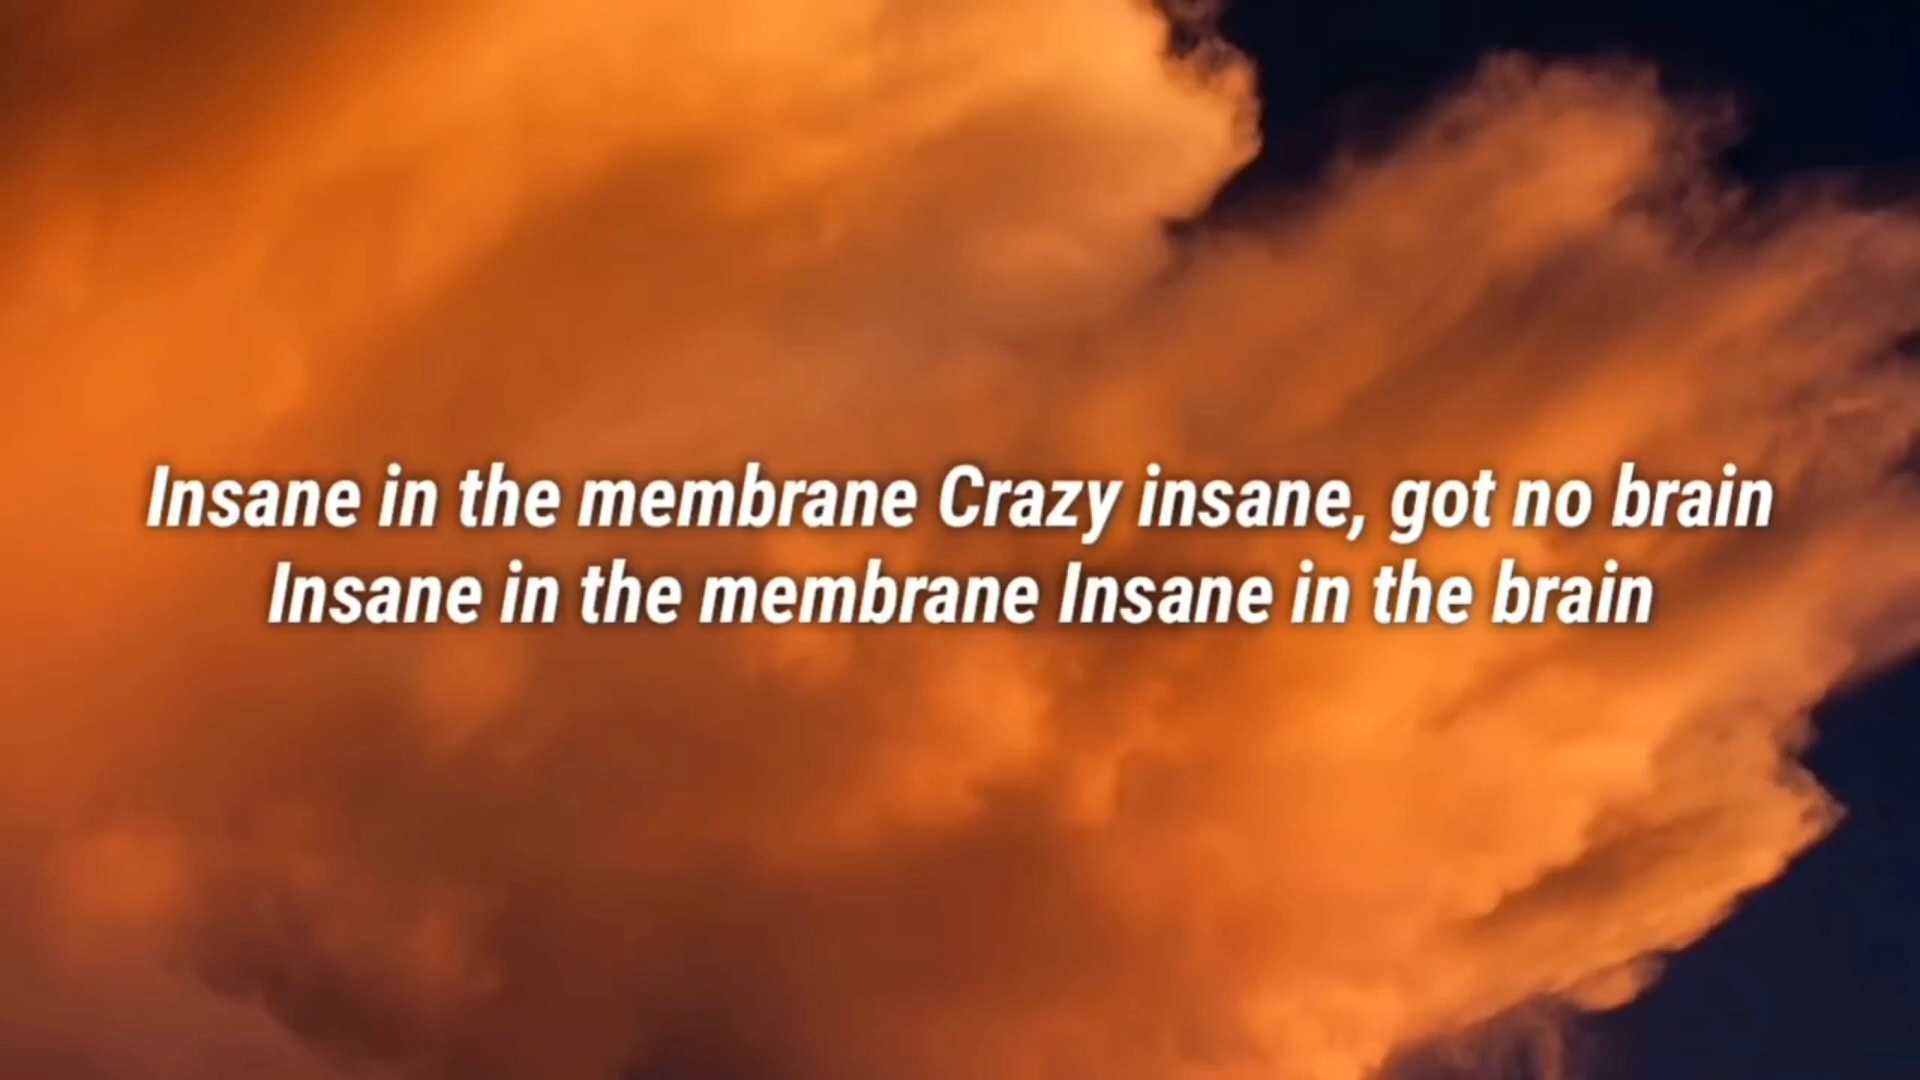 Insane in the membrane Crazy insane, got no brain
Insane in the membrane Insane in the brain